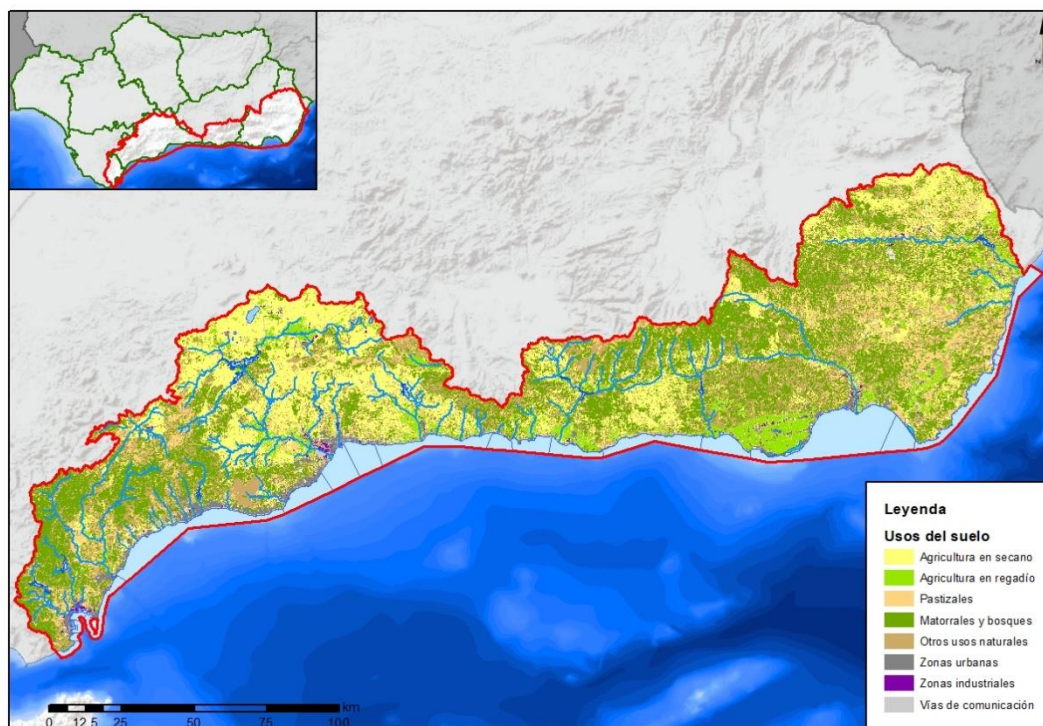 N
Leyenda
Usos del suelo
Agricultura en secano
Agricultura en regadío
Pastizales
Matorrales y bosques
Otros usos naturales
Zonas urbanas
Zonas industriales
Vías de comunicación
km
0 12,5 25 50 75 100